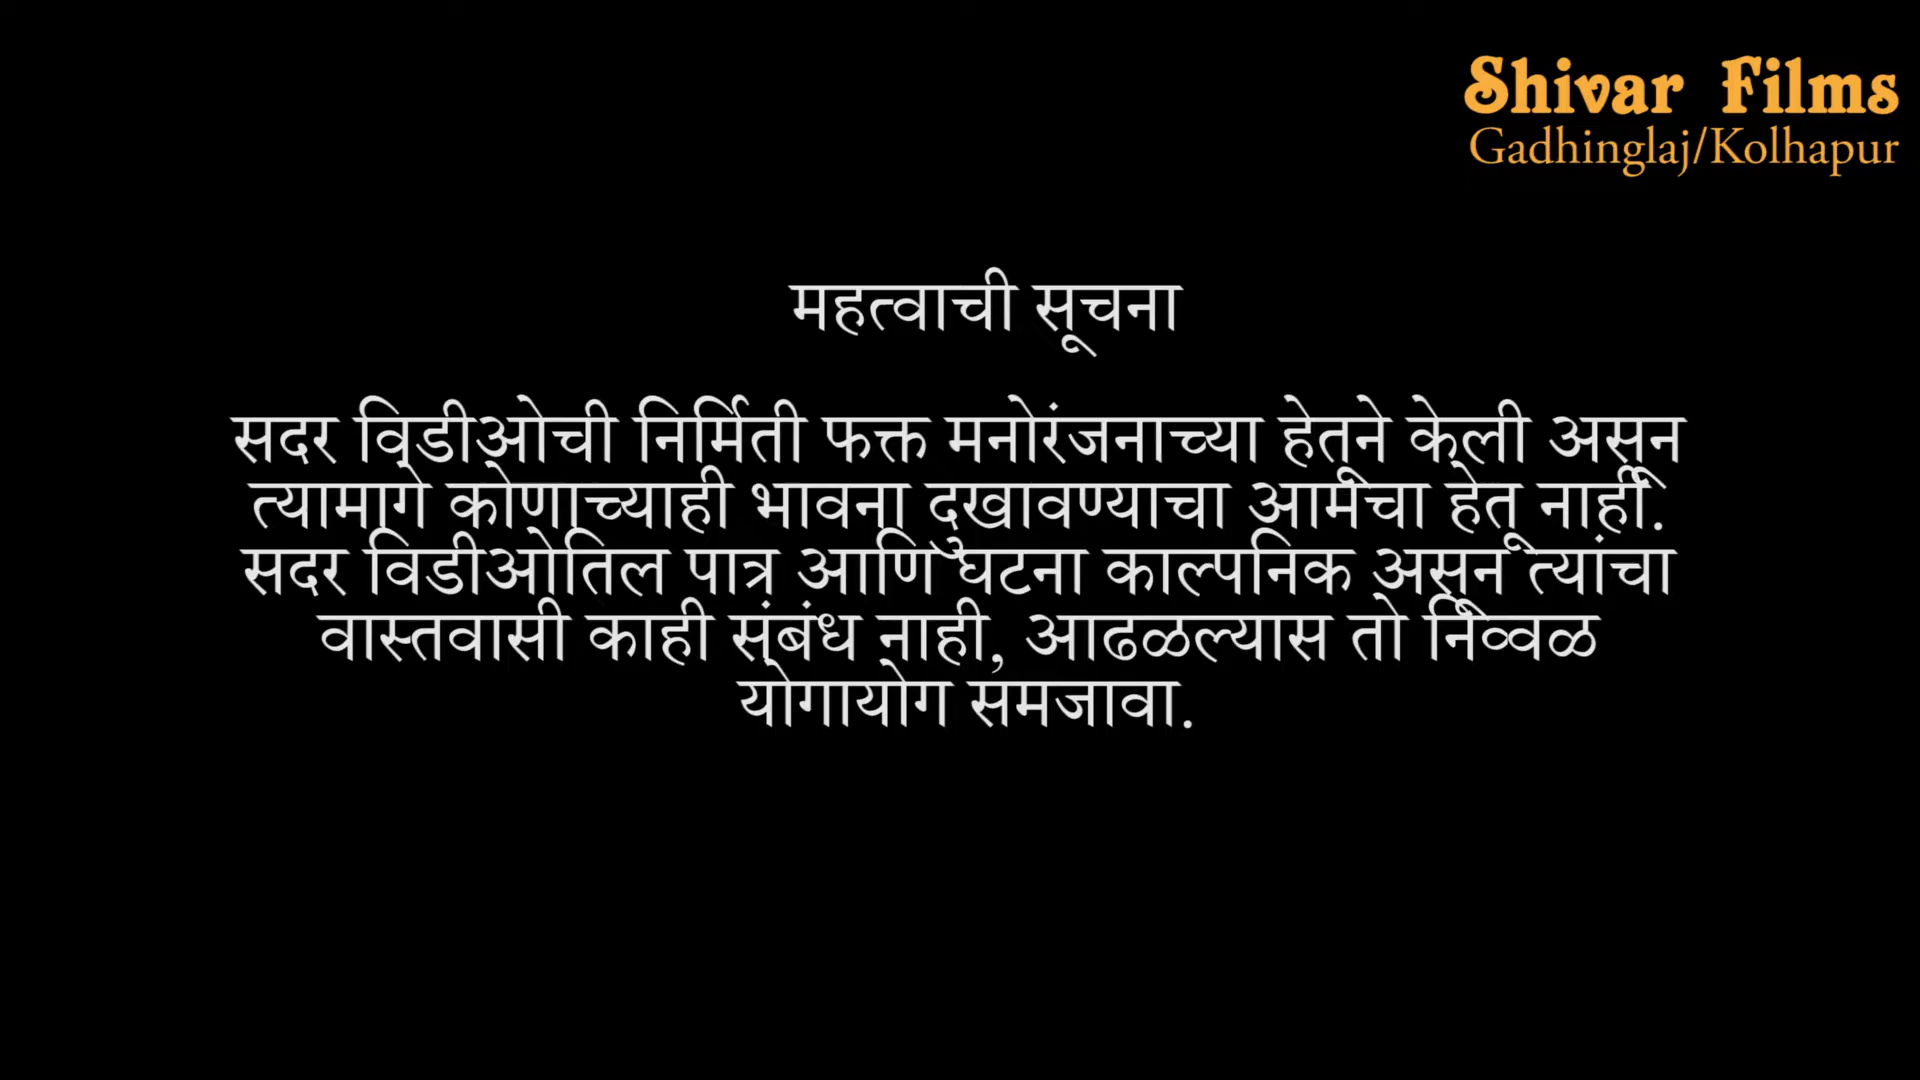 Shivar Films
Gadhinglaj/Kolhapur
महत्वाची सूचना
सदर विडीओची निर्मिती फक्त मनोरंजनाच्या हेतूने केली असून
त्यामागे कोणाच्याही भावना दुखावण्याचा आमचा हेतू नाही.
सदर विडीओतिल पात्र आणि घटना काल्पनिक असून त्यांचा
वास्तवासी काही संबंध नाही, आढळल्यास तो निव्वळ
योगायोग समजावा.